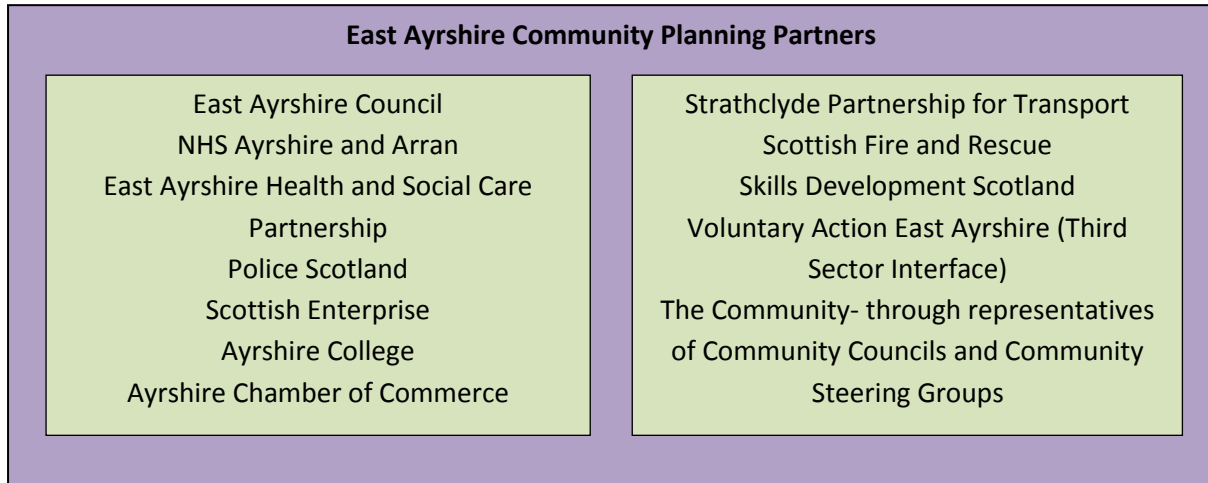 East Ayrshire Community Planning Partners
East Ayrshire Council
NHS Ayrshire and Arran
East Ayrshire Health and Social Care
Partnership
Police Scotland
Scottish Enterprise
Ayrshire College
Ayrshire Chamber of Commerce
Strathclyde Partnership for Transport
Scottish Fire and Rescue
Skills Development Scotland
Voluntary Action East Ayrshire (Third
Sector Interface)
The Community- through representatives
of Community Councils and Community
Steering Groups